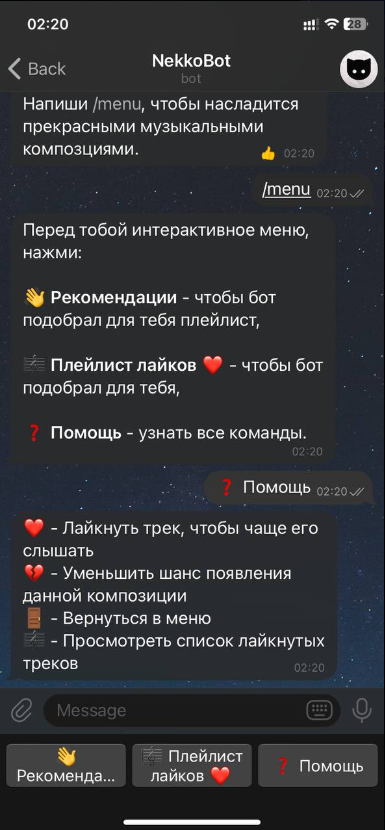 02:20
28
Back
NekkoBot
bot
Напиши /menu, чтобы насладится
прекрасными музыкальными
композциями.
👍 02:20
/menu 02:20
Перед тобой интерактивное меню,
нажми:
👋 Рекомендации - чтобы бот
подобрал для тебя плейлист,
🎼 Плейлист лайков ❤️ - чтобы бот
подобрал для тебя,
❓ Помощь - узнать все команды.
02:20
❓ Помощь 02:20
❤️ - Лайкнуть трек, чтобы чаще его
слышать
💔 - Уменьшить шанс появления
данной композиции
🚪 - Вернуться в меню
🎼 - Просмотреть список лайкнутых
треков
02:20
Message
👋
Рекоменда...
🎼 Плейлист
лайков ❤️
❓ Помощь